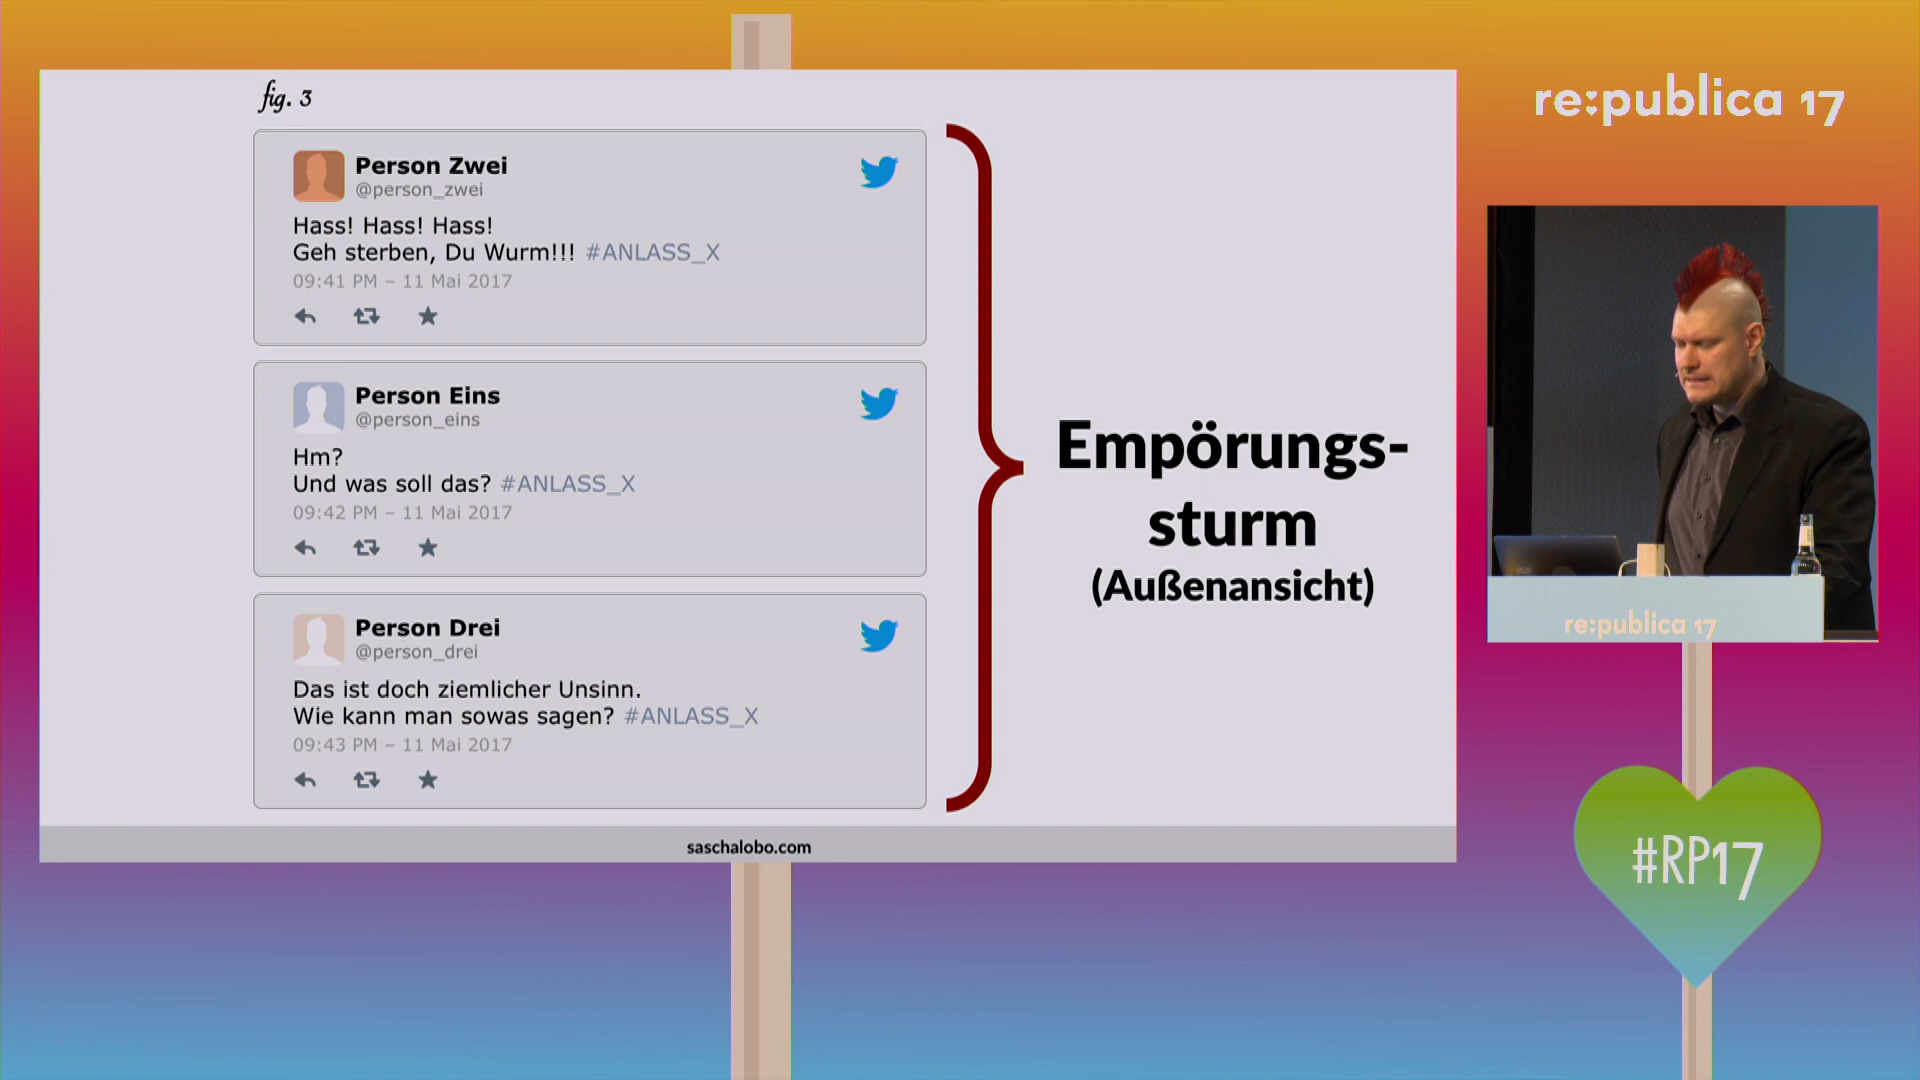 fig. 3
Person Zwei
@person_zwei
Hass! Hass! Hass!
Geh sterben, Du Wurm!!! #ANLASS_X
09:41 PM – 11 Mai 2017
Person Eins
@person_eins
Hm?
Und was soll das? #ANLASS_X
09:42 PM – 11 Mai 2017
Person Drei
@person_drei
Das ist doch ziemlicher Unsinn.
Wie kann man sowas sagen? #ANLASS_X
09:43 PM – 11 Mai 2017
Empörungs-
sturm
(Außenansicht)
saschalobo.com
re:publica 17
re:publica 17
#RP17